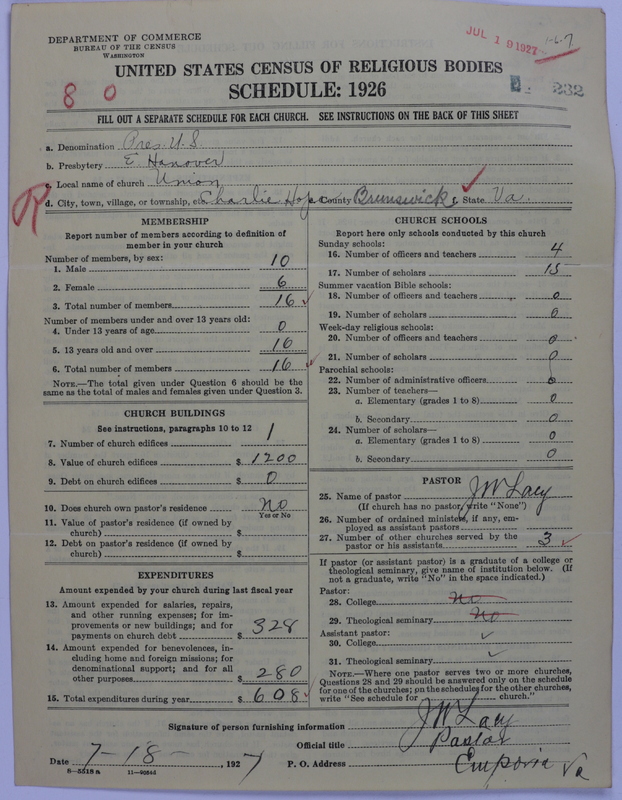 DEPARTMENT OF COMMERCE
BUREAU OF THE CENSUS
WASHINGTON
JUL 19 1927
1-6-7
UNITED STATES CENSUS OF RELIGIOUS BODIES
SCHEDULE: 1926
8 0
232
FILL OUT A SEPARATE SCHEDULE FOR EACH CHURCH. SEE INSTRUCTIONS ON THE BACK OF THIS SHEET
a. Denomination Pres. U.S.
b. Presbytery E. Hanover
c. Local name of church Union
d. City, town, village, or township, etc. Charlie Hope County Brunswick State Va.
R
MEMBERSHIP
Report number of members according to definition of
member in your church
Number of members, by sex:
1. Male 10
2. Female 6
3. Total number of members 16
Number of members under and over 13 years old:
4. Under 13 years of age 0
5. 13 years old and over 16
6. Total number of members 16
NOTE.—The total given under Question 6 should be the
same as the total of males and females given under Question 3.
CHURCH BUILDINGS
See instructions, paragraphs 10 to 12
7. Number of church edifices 1
8. Value of church edifices $ 1200
9. Debt on church edifices $ 0
10. Does church own pastor's residence No
Yes or No
11. Value of pastor's residence (if owned by
church) $
12. Debt on pastor's residence (if owned by
church) $
EXPENDITURES
Amount expended by your church during last fiscal year
13. Amount expended for salaries, repairs,
and other running expenses; for im-
provements or new buildings; and for
payments on church debt $ 328
14. Amount expended for benevolences, in-
cluding home and foreign missions; for
denominational support; and for all
other purposes $ 280
15. Total expenditures during year $ 608
CHURCH SCHOOLS
Report here only schools conducted by this church
Sunday schools:
16. Number of officers and teachers 4
17. Number of scholars 15
Summer vacation Bible schools:
18. Number of officers and teachers 0
19. Number of scholars 0
Week-day religious schools:
20. Number of officers and teachers 0
21. Number of scholars 0
Parochial schools:
22. Number of administrative officers 0
23. Number of teachers—
a. Elementary (grades 1 to 8) 0
b. Secondary 0
24. Number of scholars—
a. Elementary (grades 1 to 8) 0
b. Secondary 0
PASTOR
25. Name of pastor J W Lacy
(If church has no pastor, write "None")
26. Number of ordained ministers, if any, em-
ployed as assistant pastors
27. Number of other churches served by the
pastor or his assistants 3
If pastor (or assistant pastor) is a graduate of a college or
theological seminary, give name of institution below. (If
not a graduate, write "No" in the space indicated.)
Pastor:
28. College No
29. Theological seminary No
Assistant pastor:
30. College
31. Theological seminary
NOTE.—Where one pastor serves two or more churches,
Questions 28 and 29 should be answered only on the schedule
for one of the churches; on the schedules for the other churches,
write "See schedule for church."
Signature of person furnishing information J W Lacy
Official title Pastor
Date 7-18-, 1927 P. O. Address Emporia Va
8-5518 a 11-9054d